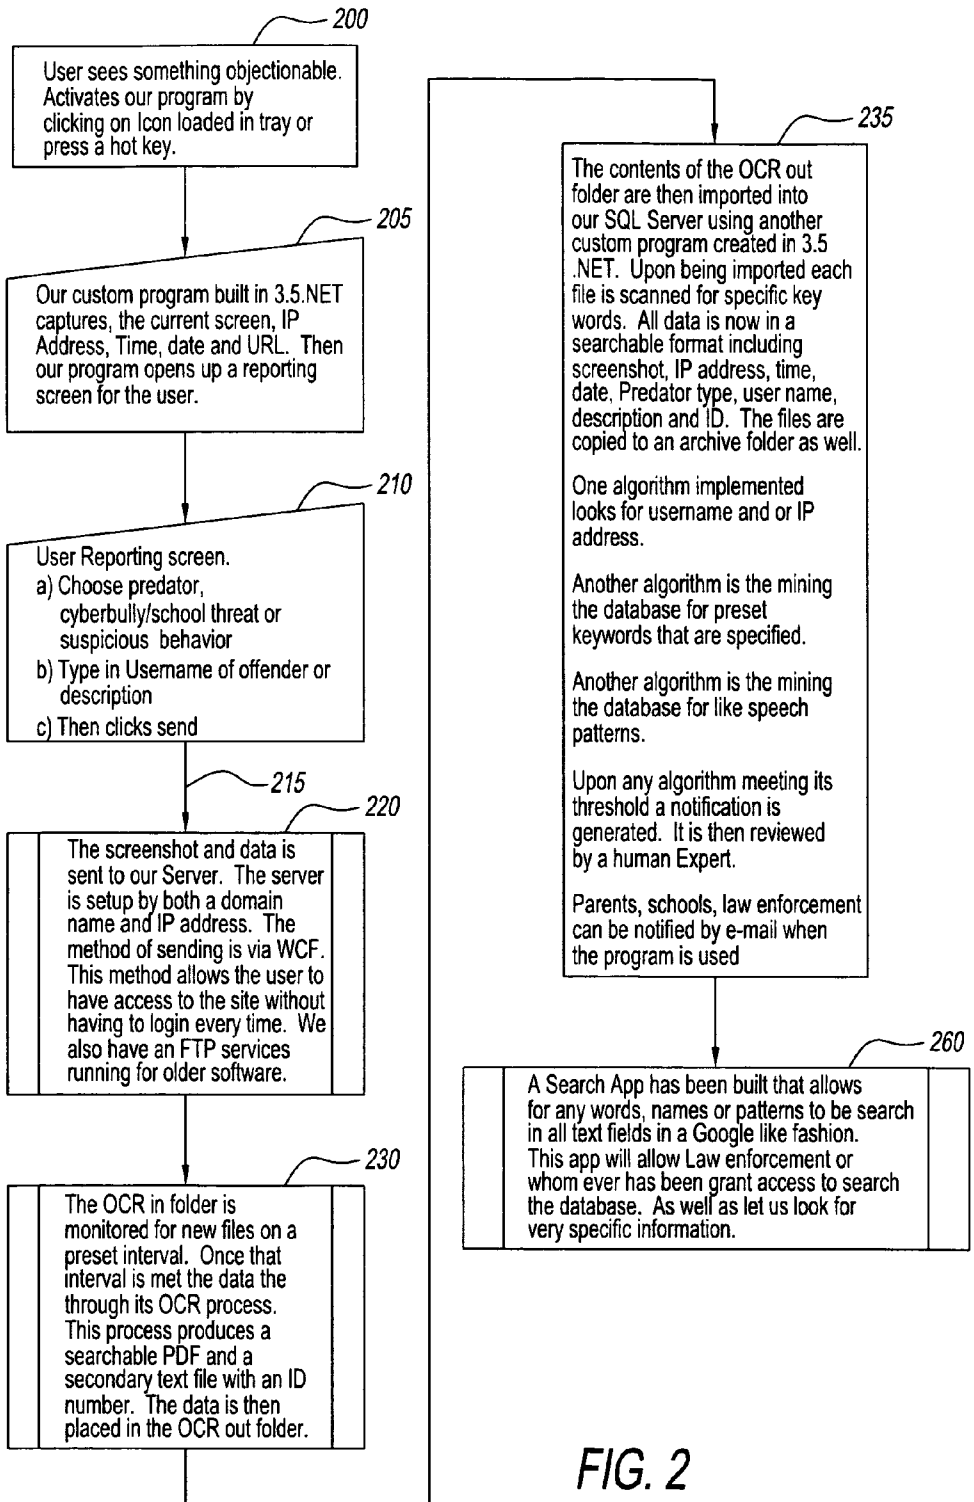 200
User sees something objectionable.
Activates our program by
clicking on Icon loaded in tray or
press a hot key.
205
Our custom program built in 3.5.NET
captures, the current screen, IP
Address, Time, date and URL. Then
our program opens up a reporting
screen for the user.
210
User Reporting screen.
a) Choose predator,
cyberbully/school threat or
suspicious behavior
b) Type in Username of offender or
description
c) Then clicks send
215
220
The screenshot and data is
sent to our Server. The server
is setup by both a domain
name and IP address. The
method of sending is via WCF.
This method allows the user to
have access to the site without
having to login every time. We
also have an FTP services
running for older software.
230
The OCR in folder is
monitored for new files on a
preset interval. Once that
interval is met the data the
through its OCR process.
This process produces a
searchable PDF and a
secondary text file with an ID
number. The data is then
placed in the OCR out folder.
235
The contents of the OCR out
folder are then imported into
our SQL Server using another
custom program created in 3.5
.NET. Upon being imported each
file is scanned for specific key
words. All data is now in a
searchable format including
screenshot, IP address, time,
date, Predator type, user name,
description and ID. The files are
copied to an archive folder as well.
One algorithm implemented
looks for username and or IP
address.
Another algorithm is the mining
the database for preset
keywords that are specified.
Another algorithm is the mining
the database for like speech
patterns.
Upon any algorithm meeting its
threshold a notification is
generated. It is then reviewed
by a human Expert.
Parents, schools, law enforcement
can be notified by e-mail when
the program is used
260
A Search App has been built that allows
for any words, names or patterns to be search
in all text fields in a Google like fashion.
This app will allow Law enforcement or
whom ever has been grant access to search
the database. As well as let us look for
very specific information.
FIG. 2